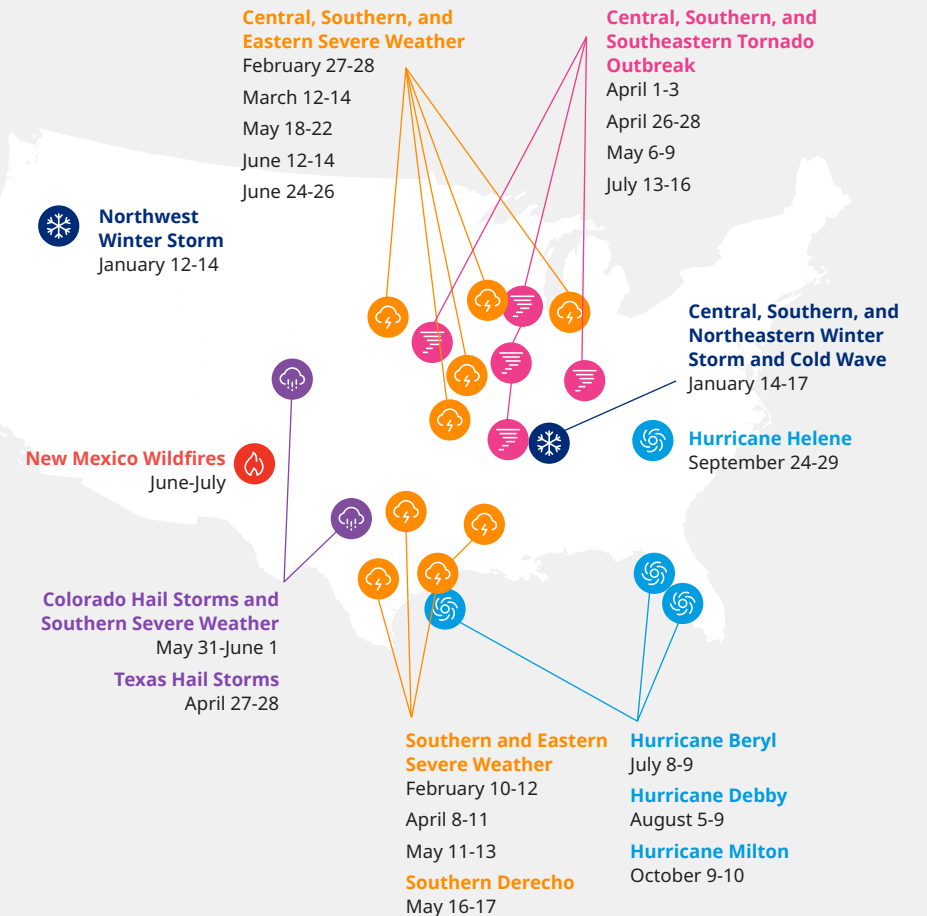 Central, Southern, and
Eastern Severe Weather
February 27-28
March 12-14
May 18-22
June 12-14
June 24-26
Central, Southern, and
Southeastern Tornado
Outbreak
April 1-3
April 26-28
May 6-9
July 13-16
Northwest
Winter Storm
January 12-14
Central, Southern, and
Northeastern Winter
Storm and Cold Wave
January 14-17
Hurricane Helene
September 24-29
New Mexico Wildfires
June-July
Colorado Hail Storms and
Southern Severe Weather
May 31-June 1
Texas Hail Storms
April 27-28
Southern and Eastern
Severe Weather
February 10-12
April 8-11
May 11-13
Southern Derecho
May 16-17
Hurricane Beryl
July 8-9
Hurricane Debby
August 5-9
Hurricane Milton
October 9-10